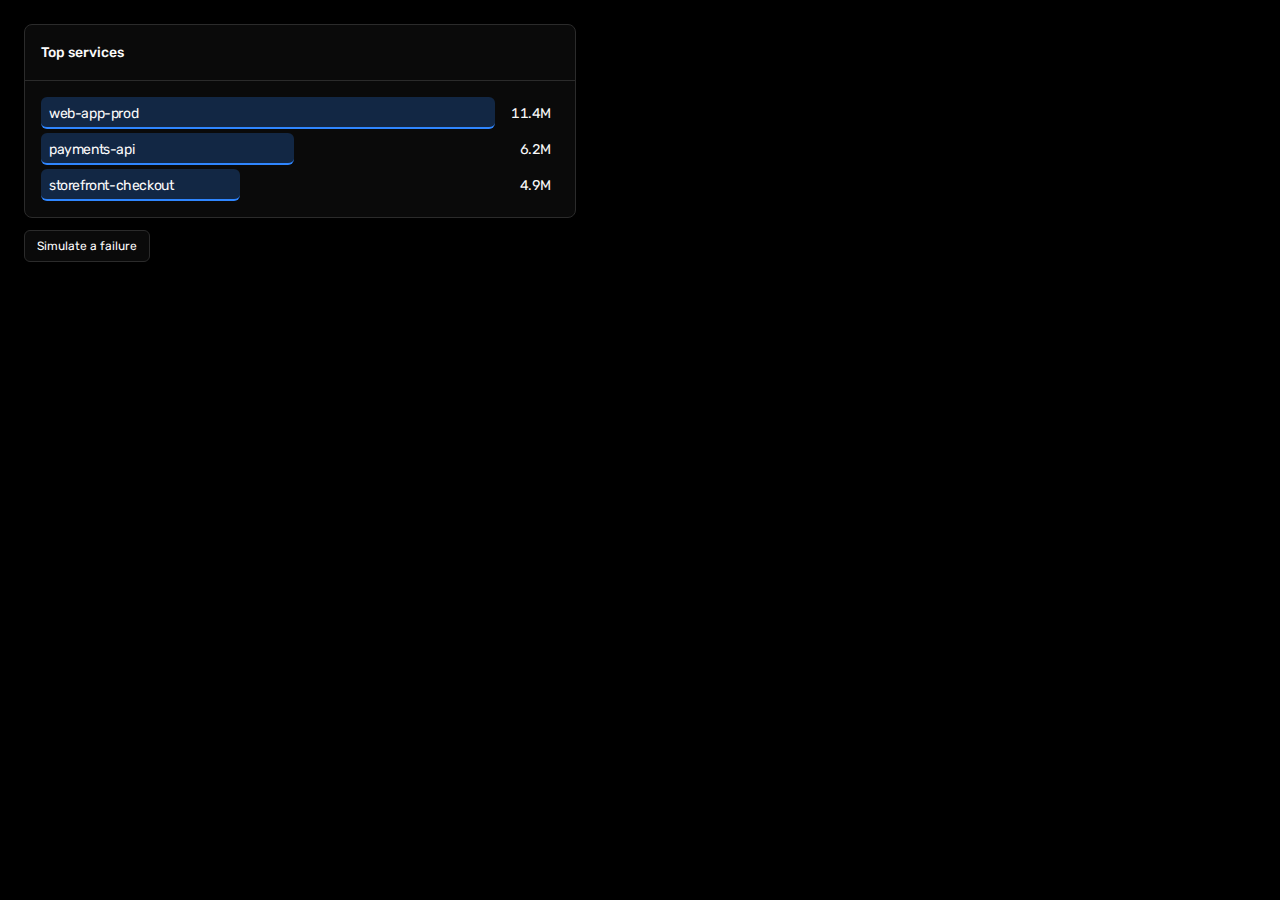 Top services
web-app-prod 11.4M
payments-api 6.2M
storefront-checkout 4.9M
Simulate a failure